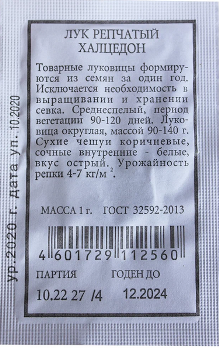 ЛУК РЕПЧАТЫЙ
ХАЛЦЕДОН
Товарные луковицы формиру-
ются из семян за один год.
Исключается необходимость в
выращивании и хранении
севка. Среднеспелый, период
вегетации 90-120 дней. Луко-
вица округлая, массой 90-140 г.
Сухие чешуи коричневые,
сочные внутренние - белые,
вкус острый. Урожайность
репки 4-7 кг/м².
МАССА 1 г. ГОСТ 32592-2013
4 601729 112560
ПАРТИЯ ГОДЕН ДО
10.22 27 /4 12.2024
ур.2020 г. дата уп..10.2020